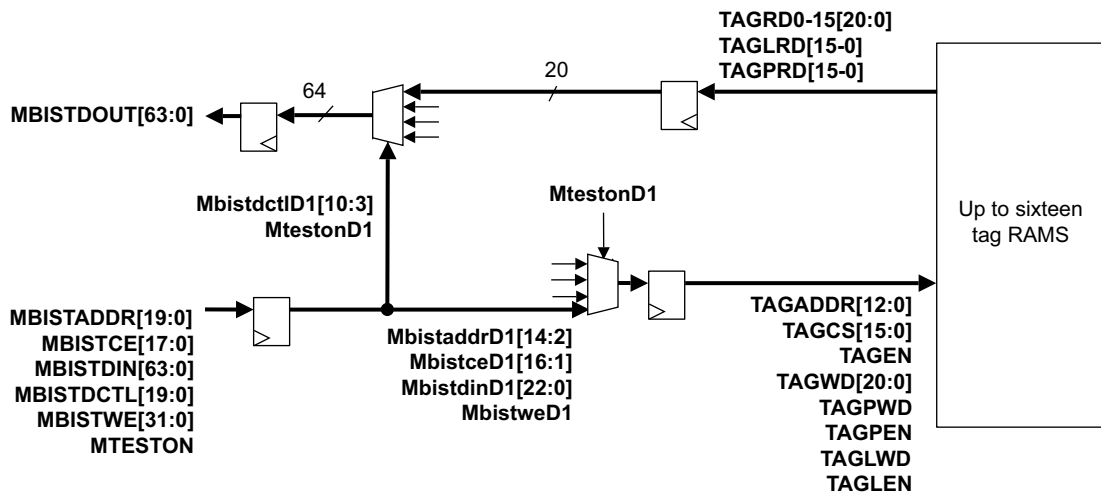 TAGRD0-15[20:0]
TAGLRD[15-0]
TAGPRD[15-0]
20
64
MBISTDOUT[63:0]
MbistdctlD1[10:3]
MtestonD1
MtestonD1
Up to sixteen
tag RAMS
MBISTADDR[19:0]
MBISTCE[17:0]
MBISTDIN[63:0]
MBISTDCTL[19:0]
MBISTWE[31:0]
MTESTON
MbistaddrD1[14:2]
MbistceD1[16:1]
MbistdinD1[22:0]
MbistweD1
TAGADDR[12:0]
TAGCS[15:0]
TAGEN
TAGWD[20:0]
TAGPWD
TAGPEN
TAGLWD
TAGLEN